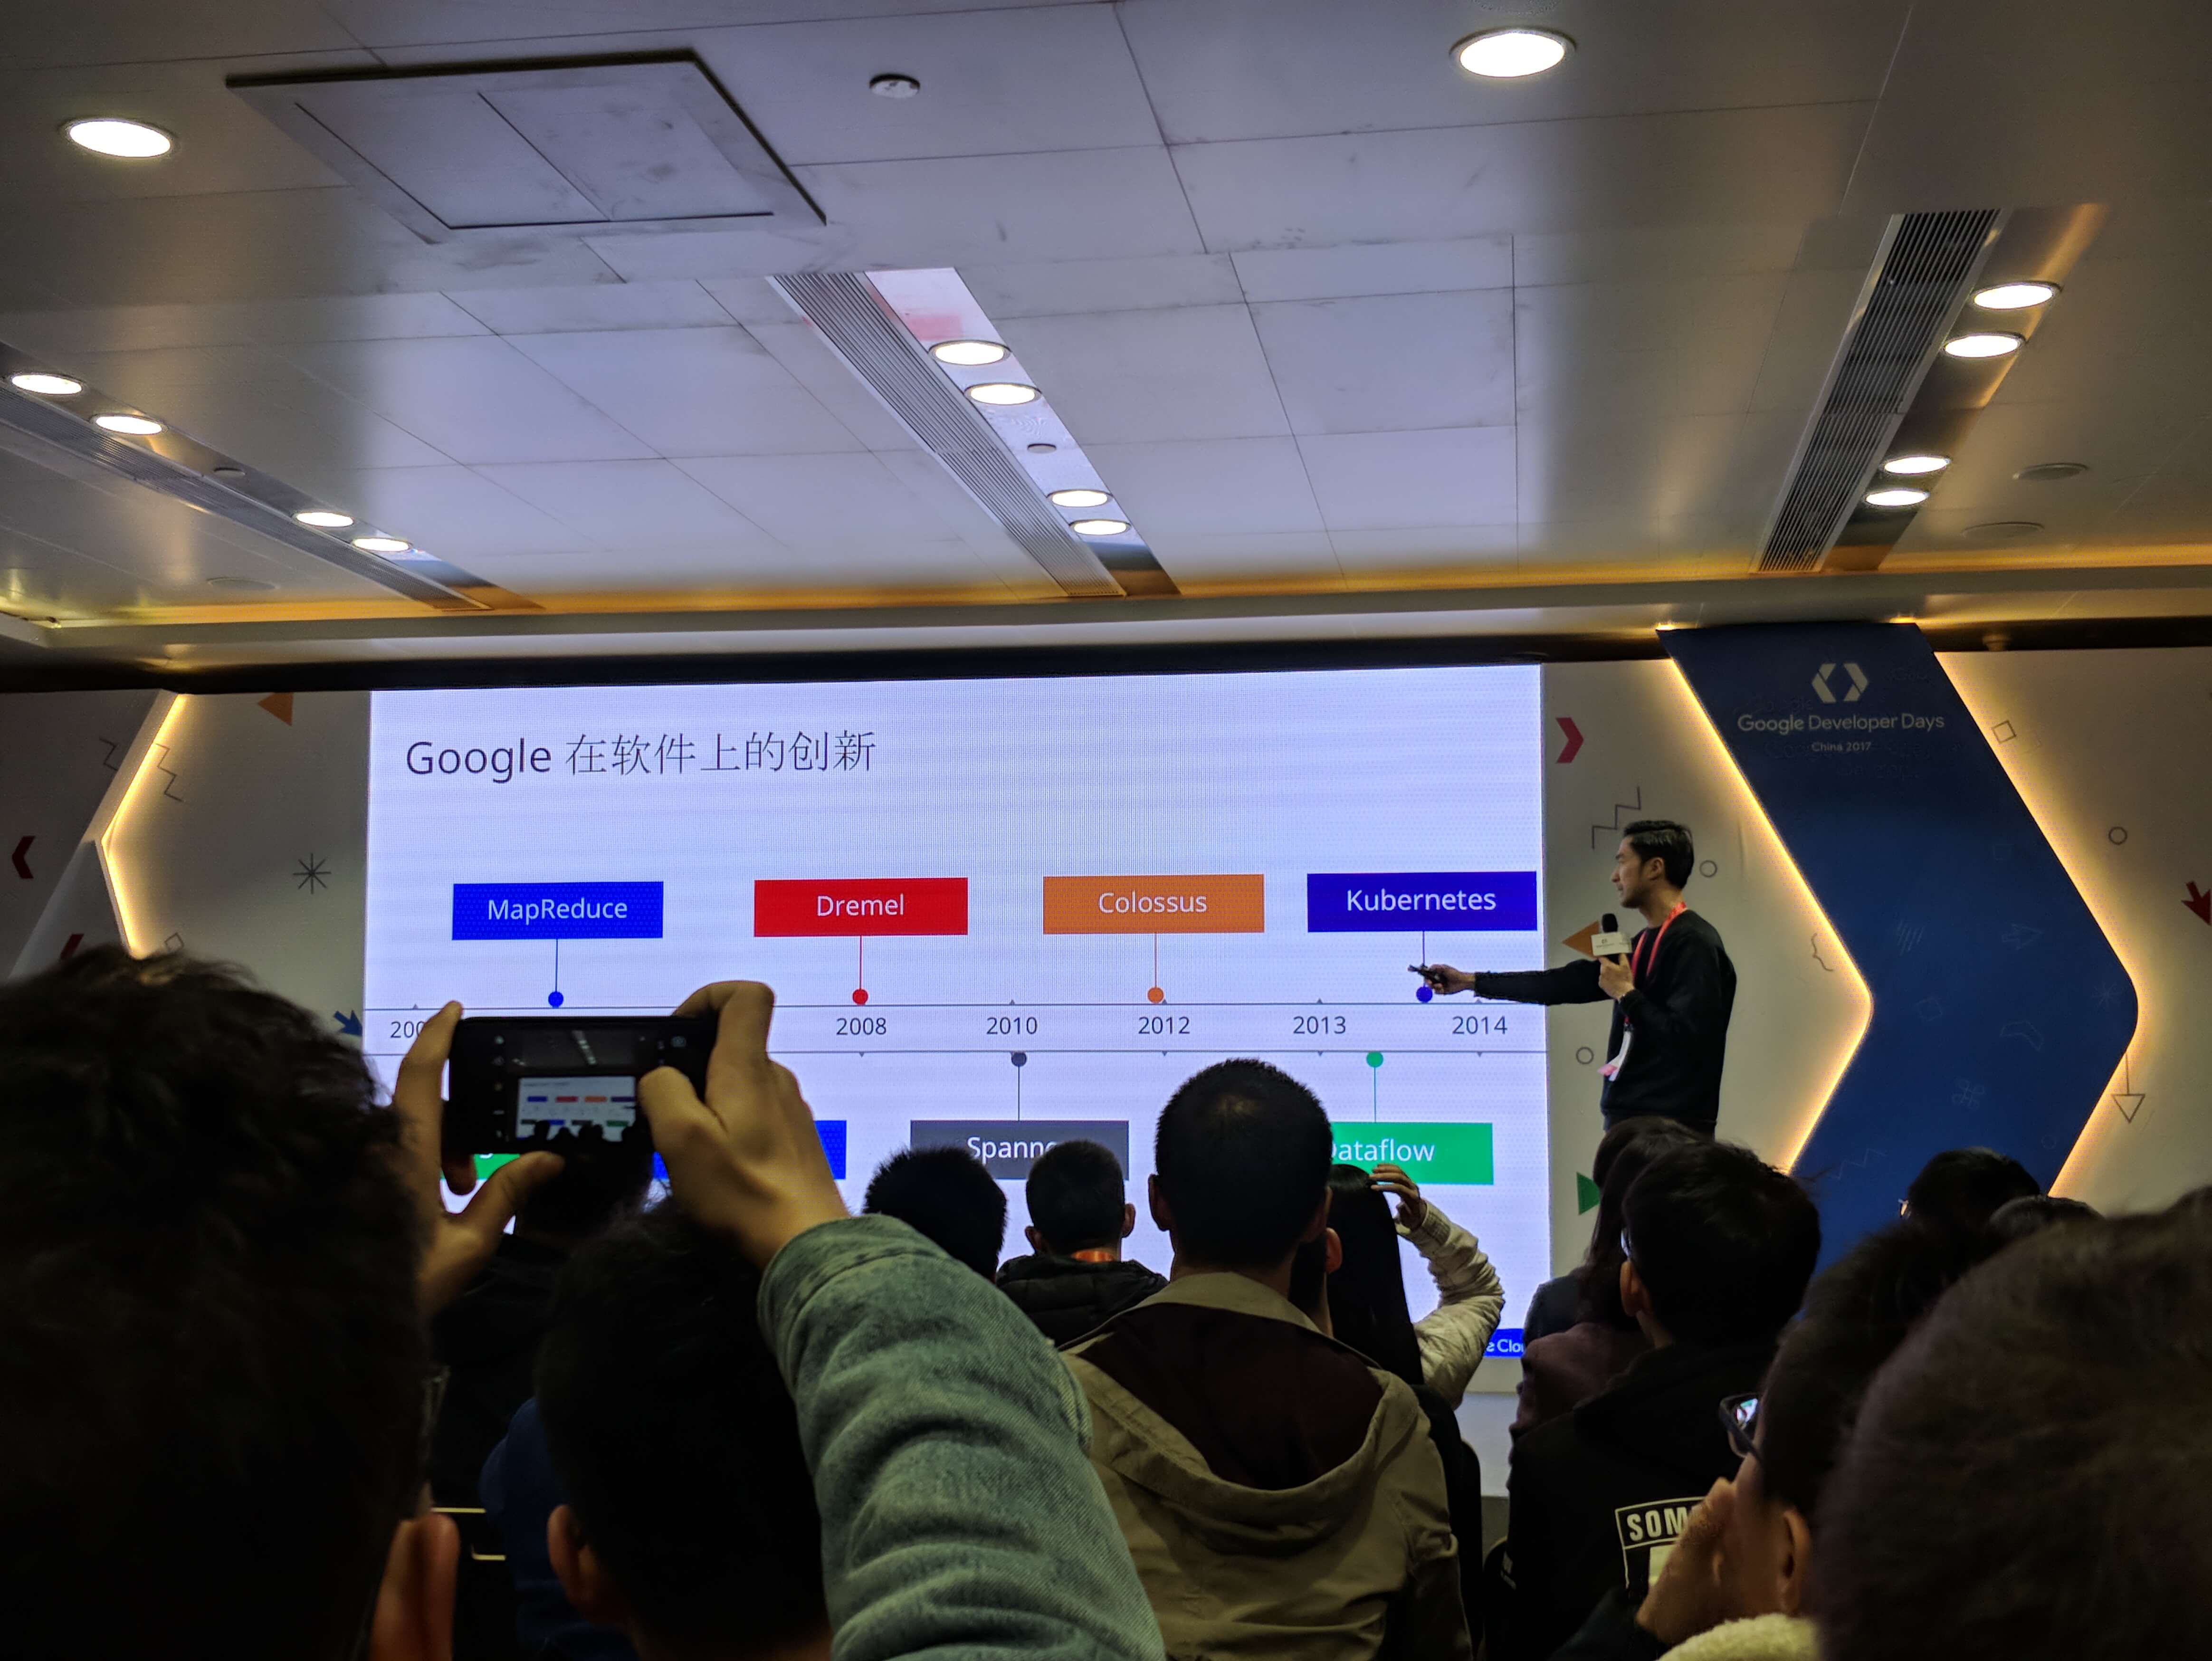 Google Developer Days
China 2017
Google 在软件上的创新
MapReduce
Dremel
Colossus
Kubernetes
2008
2010
2012
2013
2014